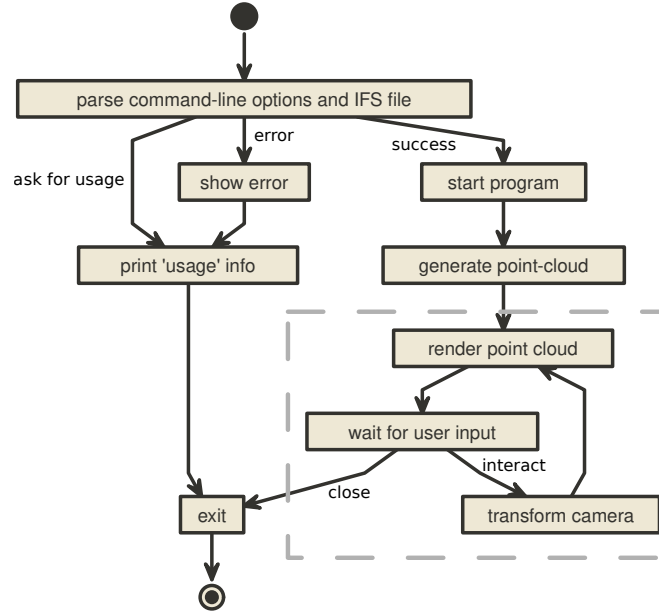 parse command-line options and IFS file
error
success
ask for usage
show error
start program
print 'usage' info
generate point-cloud
render point cloud
wait for user input
interact
close
exit
transform camera